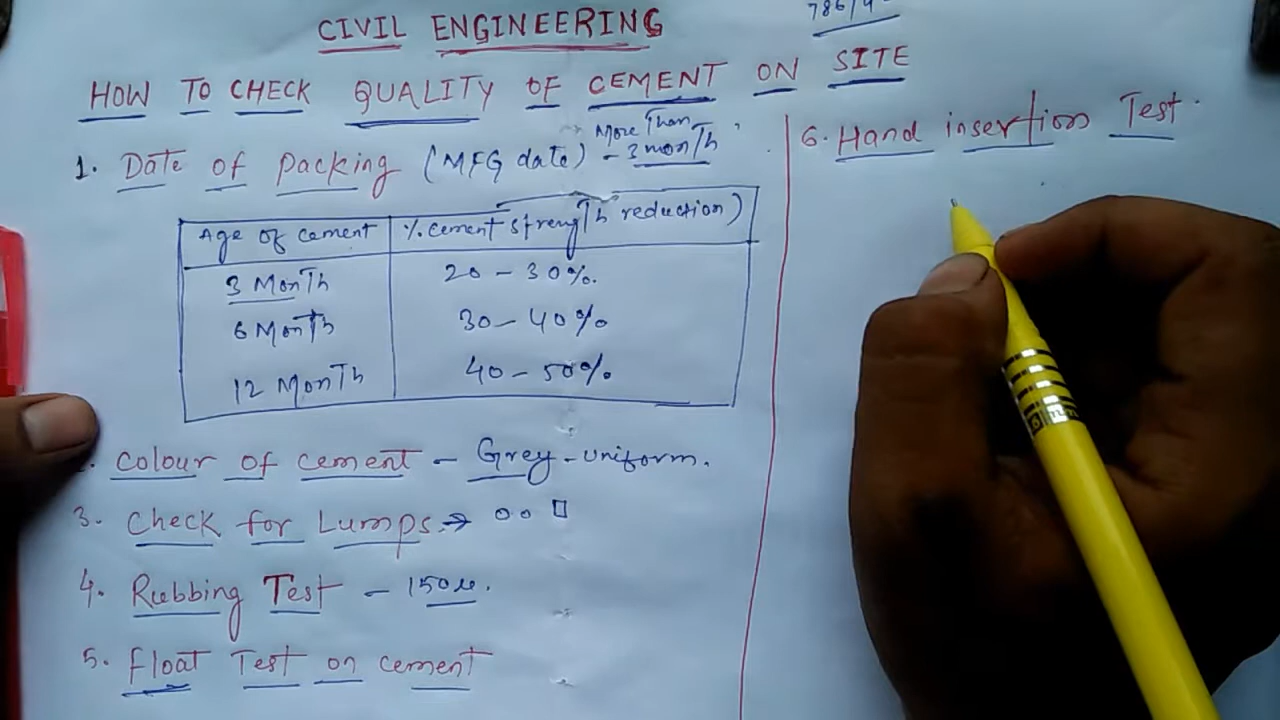 CIVIL ENGINEERING
HOW TO CHECK QUALITY OF CEMENT ON SITE
1. Date of packing (MFG date) - More Than 3 monTh
Age of cement % cement strength reduction)
3 MonTh 20 - 30%.
6 MonTh 30 - 40%
12 MonTh 40 - 50%
colour of cement - Grey - uniform.
3. Check for Lumps →
4. Rubbing Test - 150 μ.
5. Float Test on cement
6. Hand insertion Test.